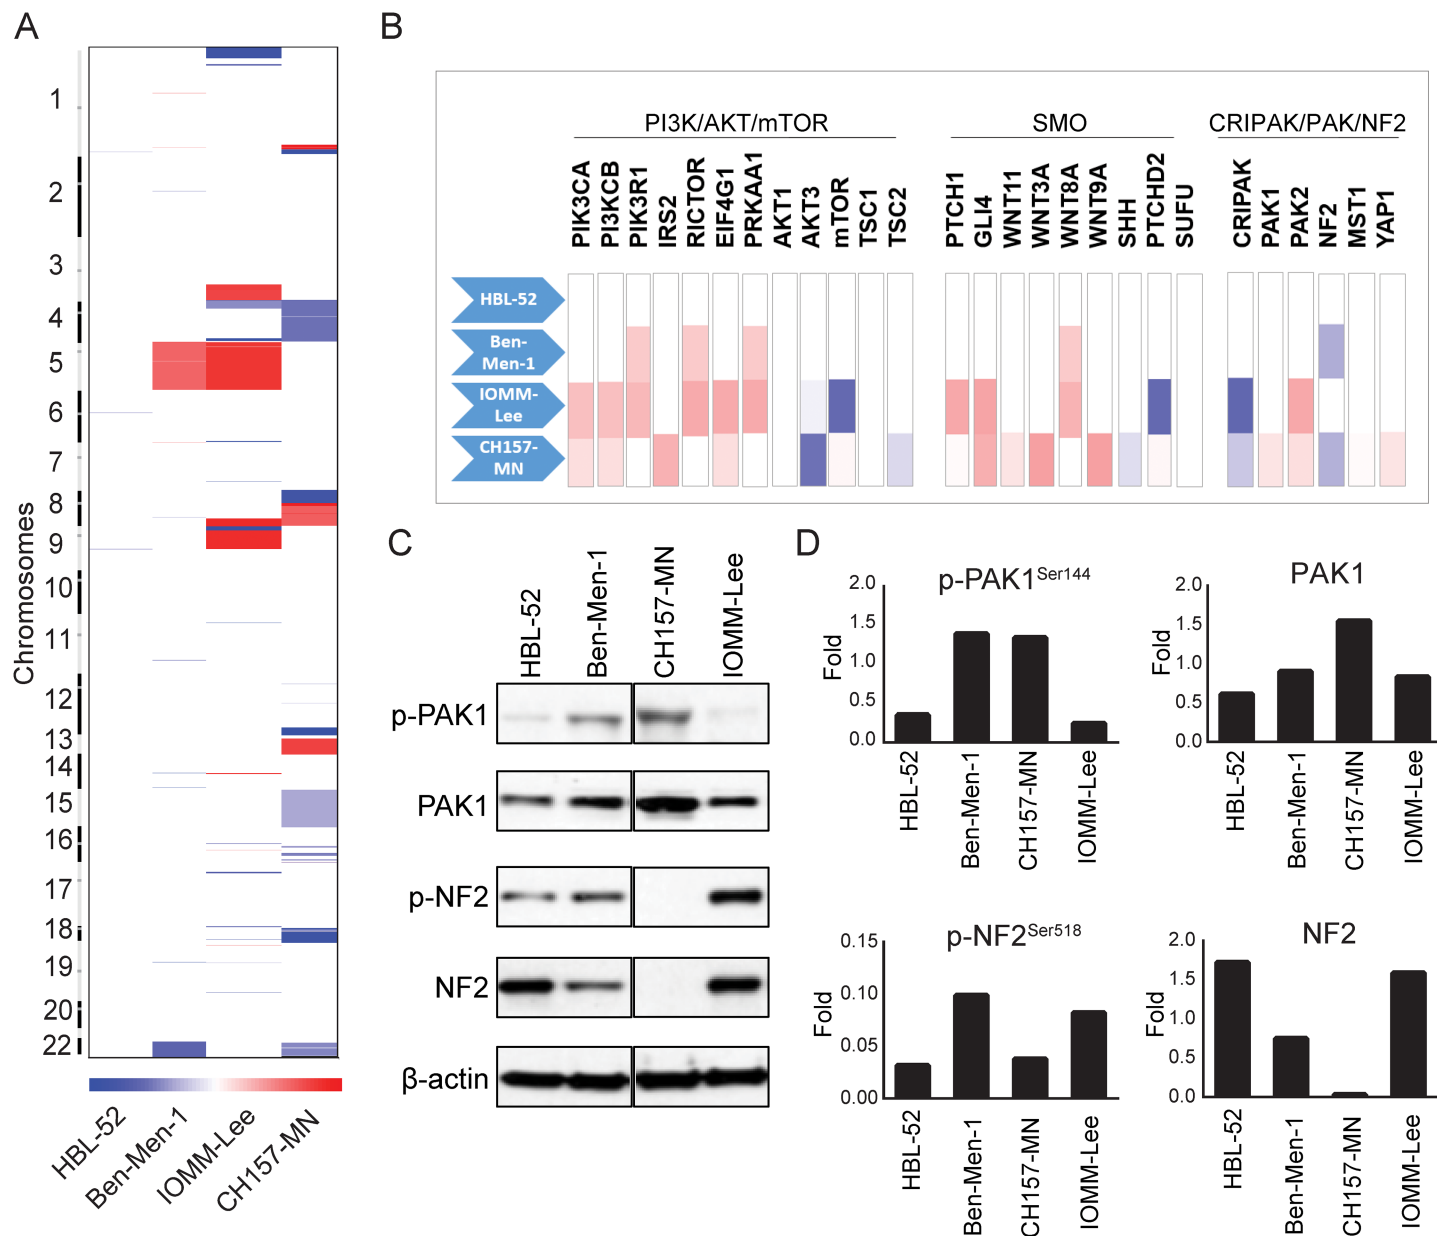 A
Chromosomes
1
2
3
4
5
6
7
8
9
10
11
12
13
14
15
16
17
18
19
20
22
HBL-52
Ben-Men-1
IOMM-Lee
CH157-MN
B
PI3K/AKT/mTOR
SMO
CRIPAK/PAK/NF2
PIK3CA
PI3KCB
PIK3R1
IRS2
RICTOR
EIF4G1
PRKAA1
AKT1
AKT3
mTOR
TSC1
TSC2
PTCH1
GLI4
WNT11
WNT3A
WNT8A
WNT9A
SHH
PTCHD2
SUFU
CRIPAK
PAK1
PAK2
NF2
MST1
YAP1
HBL-52
Ben-
Men-1
IOMM-
Lee
CH157-
MN
C
HBL-52
Ben-Men-1
CH157-MN
IOMM-Lee
p-PAK1
PAK1
p-NF2
NF2
β-actin
D
p-PAK1Ser144
Fold
2.0
1.5
1.0
0.5
0.0
HBL-52
Ben-Men-1
CH157-MN
IOMM-Lee
PAK1
Fold
2.0
1.5
1.0
0.5
0.0
HBL-52
Ben-Men-1
CH157-MN
IOMM-Lee
p-NF2Ser518
Fold
0.15
0.10
0.05
0.00
HBL-52
Ben-Men-1
CH157-MN
IOMM-Lee
NF2
Fold
2.0
1.5
1.0
0.5
0.0
HBL-52
Ben-Men-1
CH157-MN
IOMM-Lee